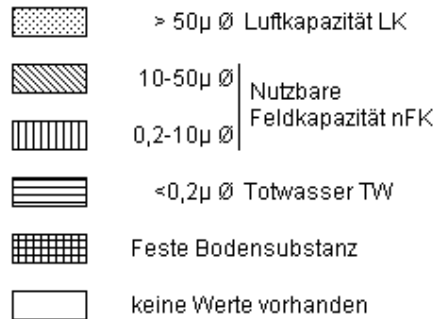 > 50µ Ø Luftkapazität LK
10-50µ Ø
Nutzbare
Feldkapazität nFK
0,2-10µ Ø
<0,2µ Ø Totwasser TW
Feste Bodensubstanz
keine Werte vorhanden